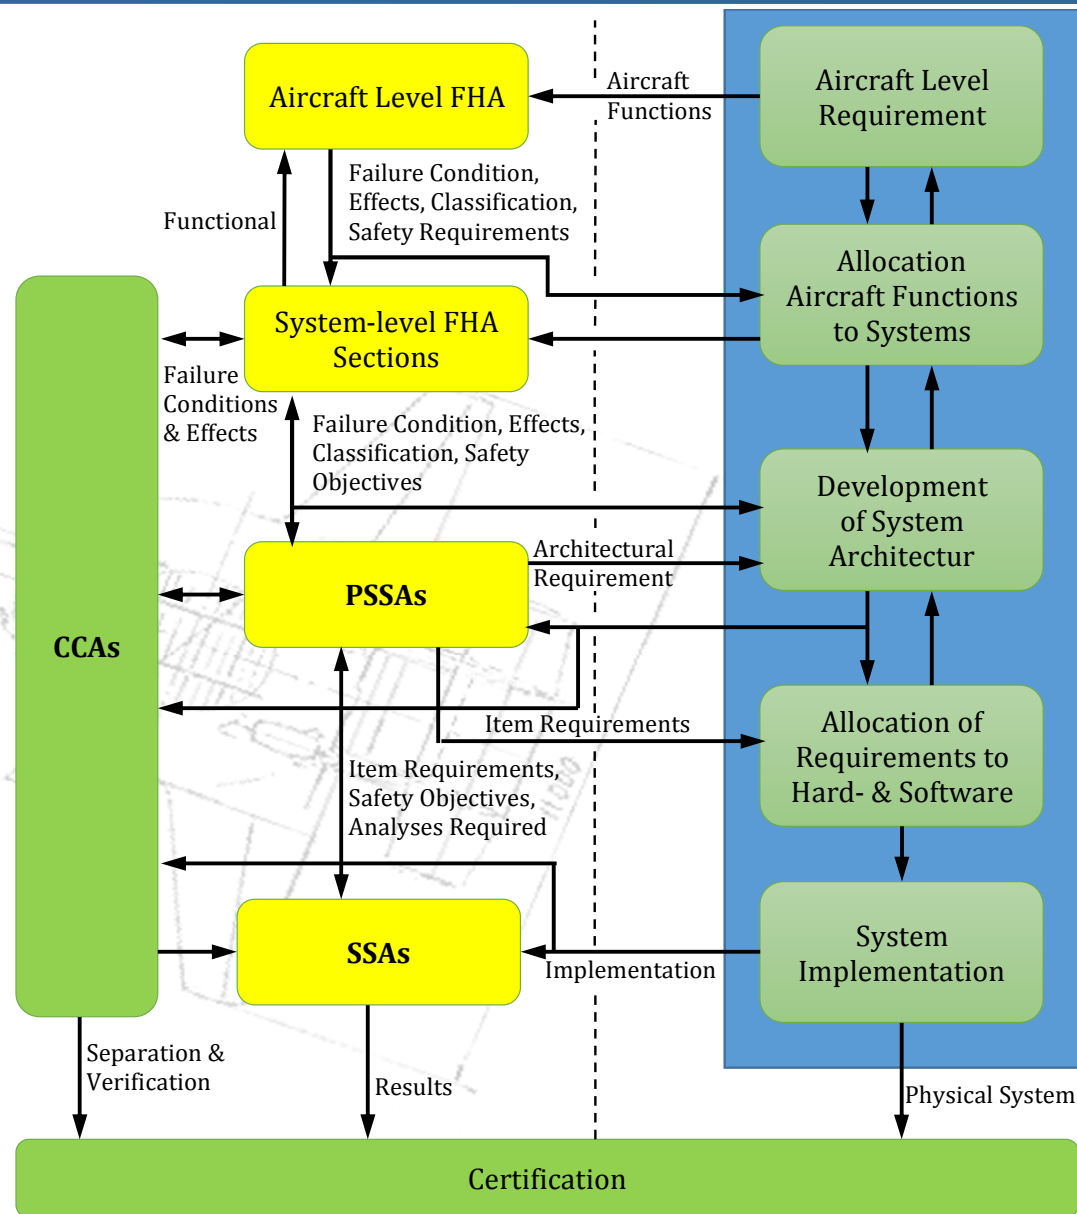 Aircraft Level FHA
Aircraft
Functions
Aircraft Level
Requirement
Failure Condition,
Effects, Classification,
Safety Requirements
Functional
Allocation
Aircraft Functions
to Systems
System-level FHA
Sections
Failure
Conditions
& Effects
Failure Condition, Effects,
Classification, Safety
Objectives
Development
of System
Architectur
Architectural
Requirement
PSSAs
CCAs
Item Requirements
Allocation of
Requirements to
Hard- & Software
Item Requirements,
Safety Objectives,
Analyses Required
SSAs
Implementation
System
Implementation
Separation &
Verification
Results
Physical System
Certification
11,000